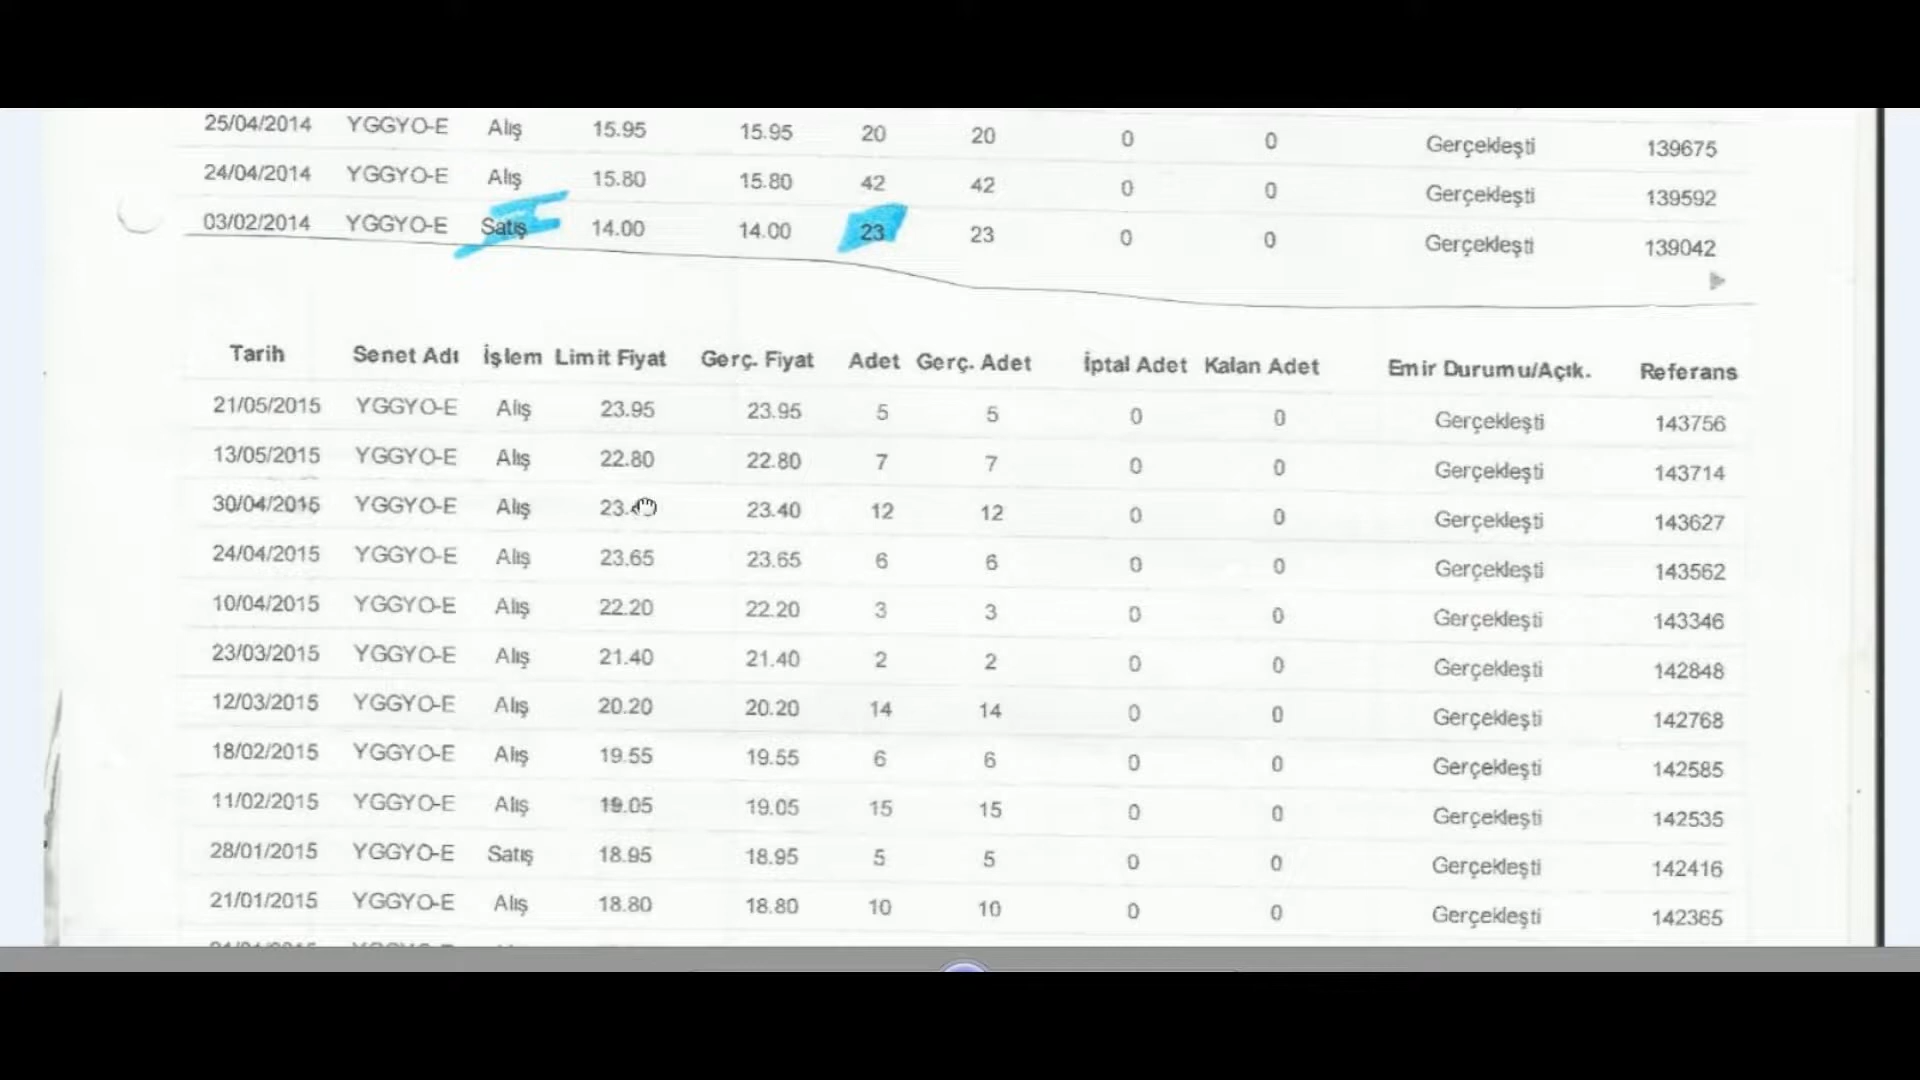 25/04/2014 YGGYO-E Alış 15.95 15.95 20 20 0 0 Gerçekleşti 139675
24/04/2014 YGGYO-E Alış 15.80 15.80 42 42 0 0 Gerçekleşti 139592
03/02/2014 YGGYO-E Satış 14.00 14.00 23 23 0 0 Gerçekleşti 139042
Tarih Senet Adı İşlem Limit Fiyat Gerç. Fiyat Adet Gerç. Adet İptal Adet Kalan Adet Emir Durumu/Açık. Referans
21/05/2015 YGGYO-E Alış 23.95 23.95 5 5 0 0 Gerçekleşti 143756
13/05/2015 YGGYO-E Alış 22.80 22.80 7 7 0 0 Gerçekleşti 143714
30/04/2015 YGGYO-E Alış 23.40 12 12 0 0 Gerçekleşti 143627
24/04/2015 YGGYO-E Alış 23.65 23.65 6 6 0 0 Gerçekleşti 143562
10/04/2015 YGGYO-E Alış 22.20 22.20 3 3 0 0 Gerçekleşti 143346
23/03/2015 YGGYO-E Alış 21.40 21.40 2 2 0 0 Gerçekleşti 142848
12/03/2015 YGGYO-E Alış 20.20 20.20 14 14 0 0 Gerçekleşti 142768
18/02/2015 YGGYO-E Alış 19.55 19.55 6 6 0 0 Gerçekleşti 142585
11/02/2015 YGGYO-E Alış 19.05 19.05 15 15 0 0 Gerçekleşti 142535
28/01/2015 YGGYO-E Satış 18.95 18.95 5 5 0 0 Gerçekleşti 142416
21/01/2015 YGGYO-E Alış 18.80 18.80 10 10 0 0 Gerçekleşti 142365